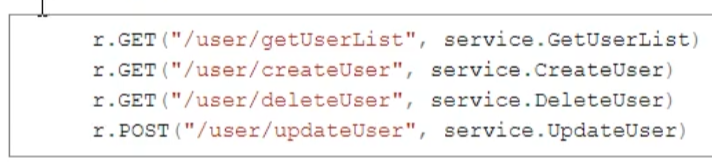 r.GET("/user/getUserList", service.GetUserList)
r.GET("/user/createUser", service.CreateUser)
r.GET("/user/deleteUser", service.DeleteUser)
r.POST("/user/updateUser", service.UpdateUser)